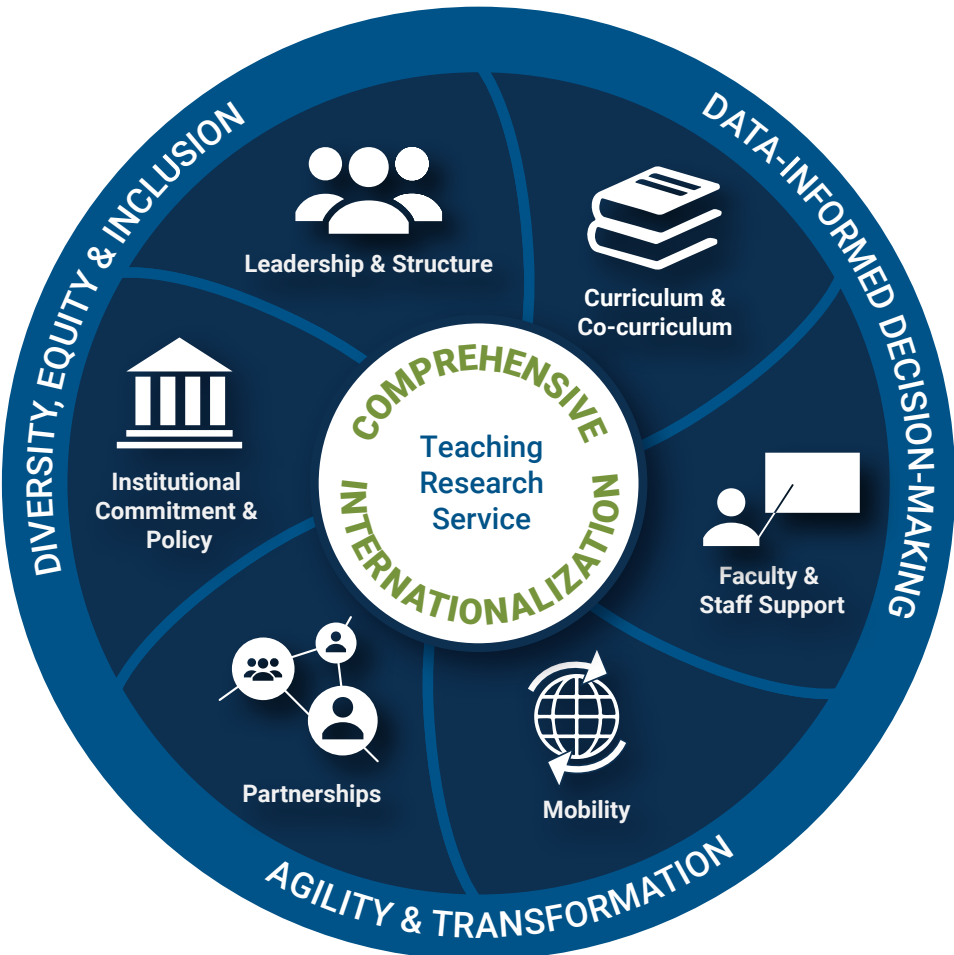 DIVERSITY, EQUITY & INCLUSION
DATA-INFORMED DECISION-MAKING
AGILITY & TRANSFORMATION
Leadership & Structure
Curriculum &
Co-curriculum
Faculty &
Staff Support
Mobility
Partnerships
Institutional
Commitment &
Policy
COMPREHENSIVE
Teaching
Research
Service
INTERNATIONALIZATION